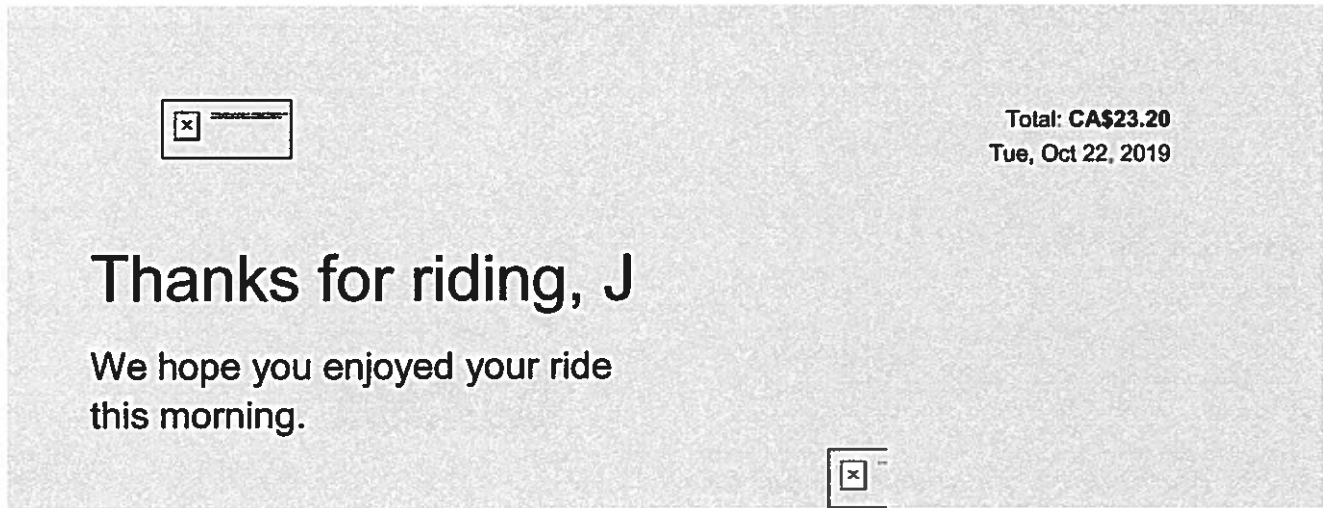 Total: CA$23.20
Tue, Oct 22, 2019
Thanks for riding, J
We hope you enjoyed your ride
this morning.